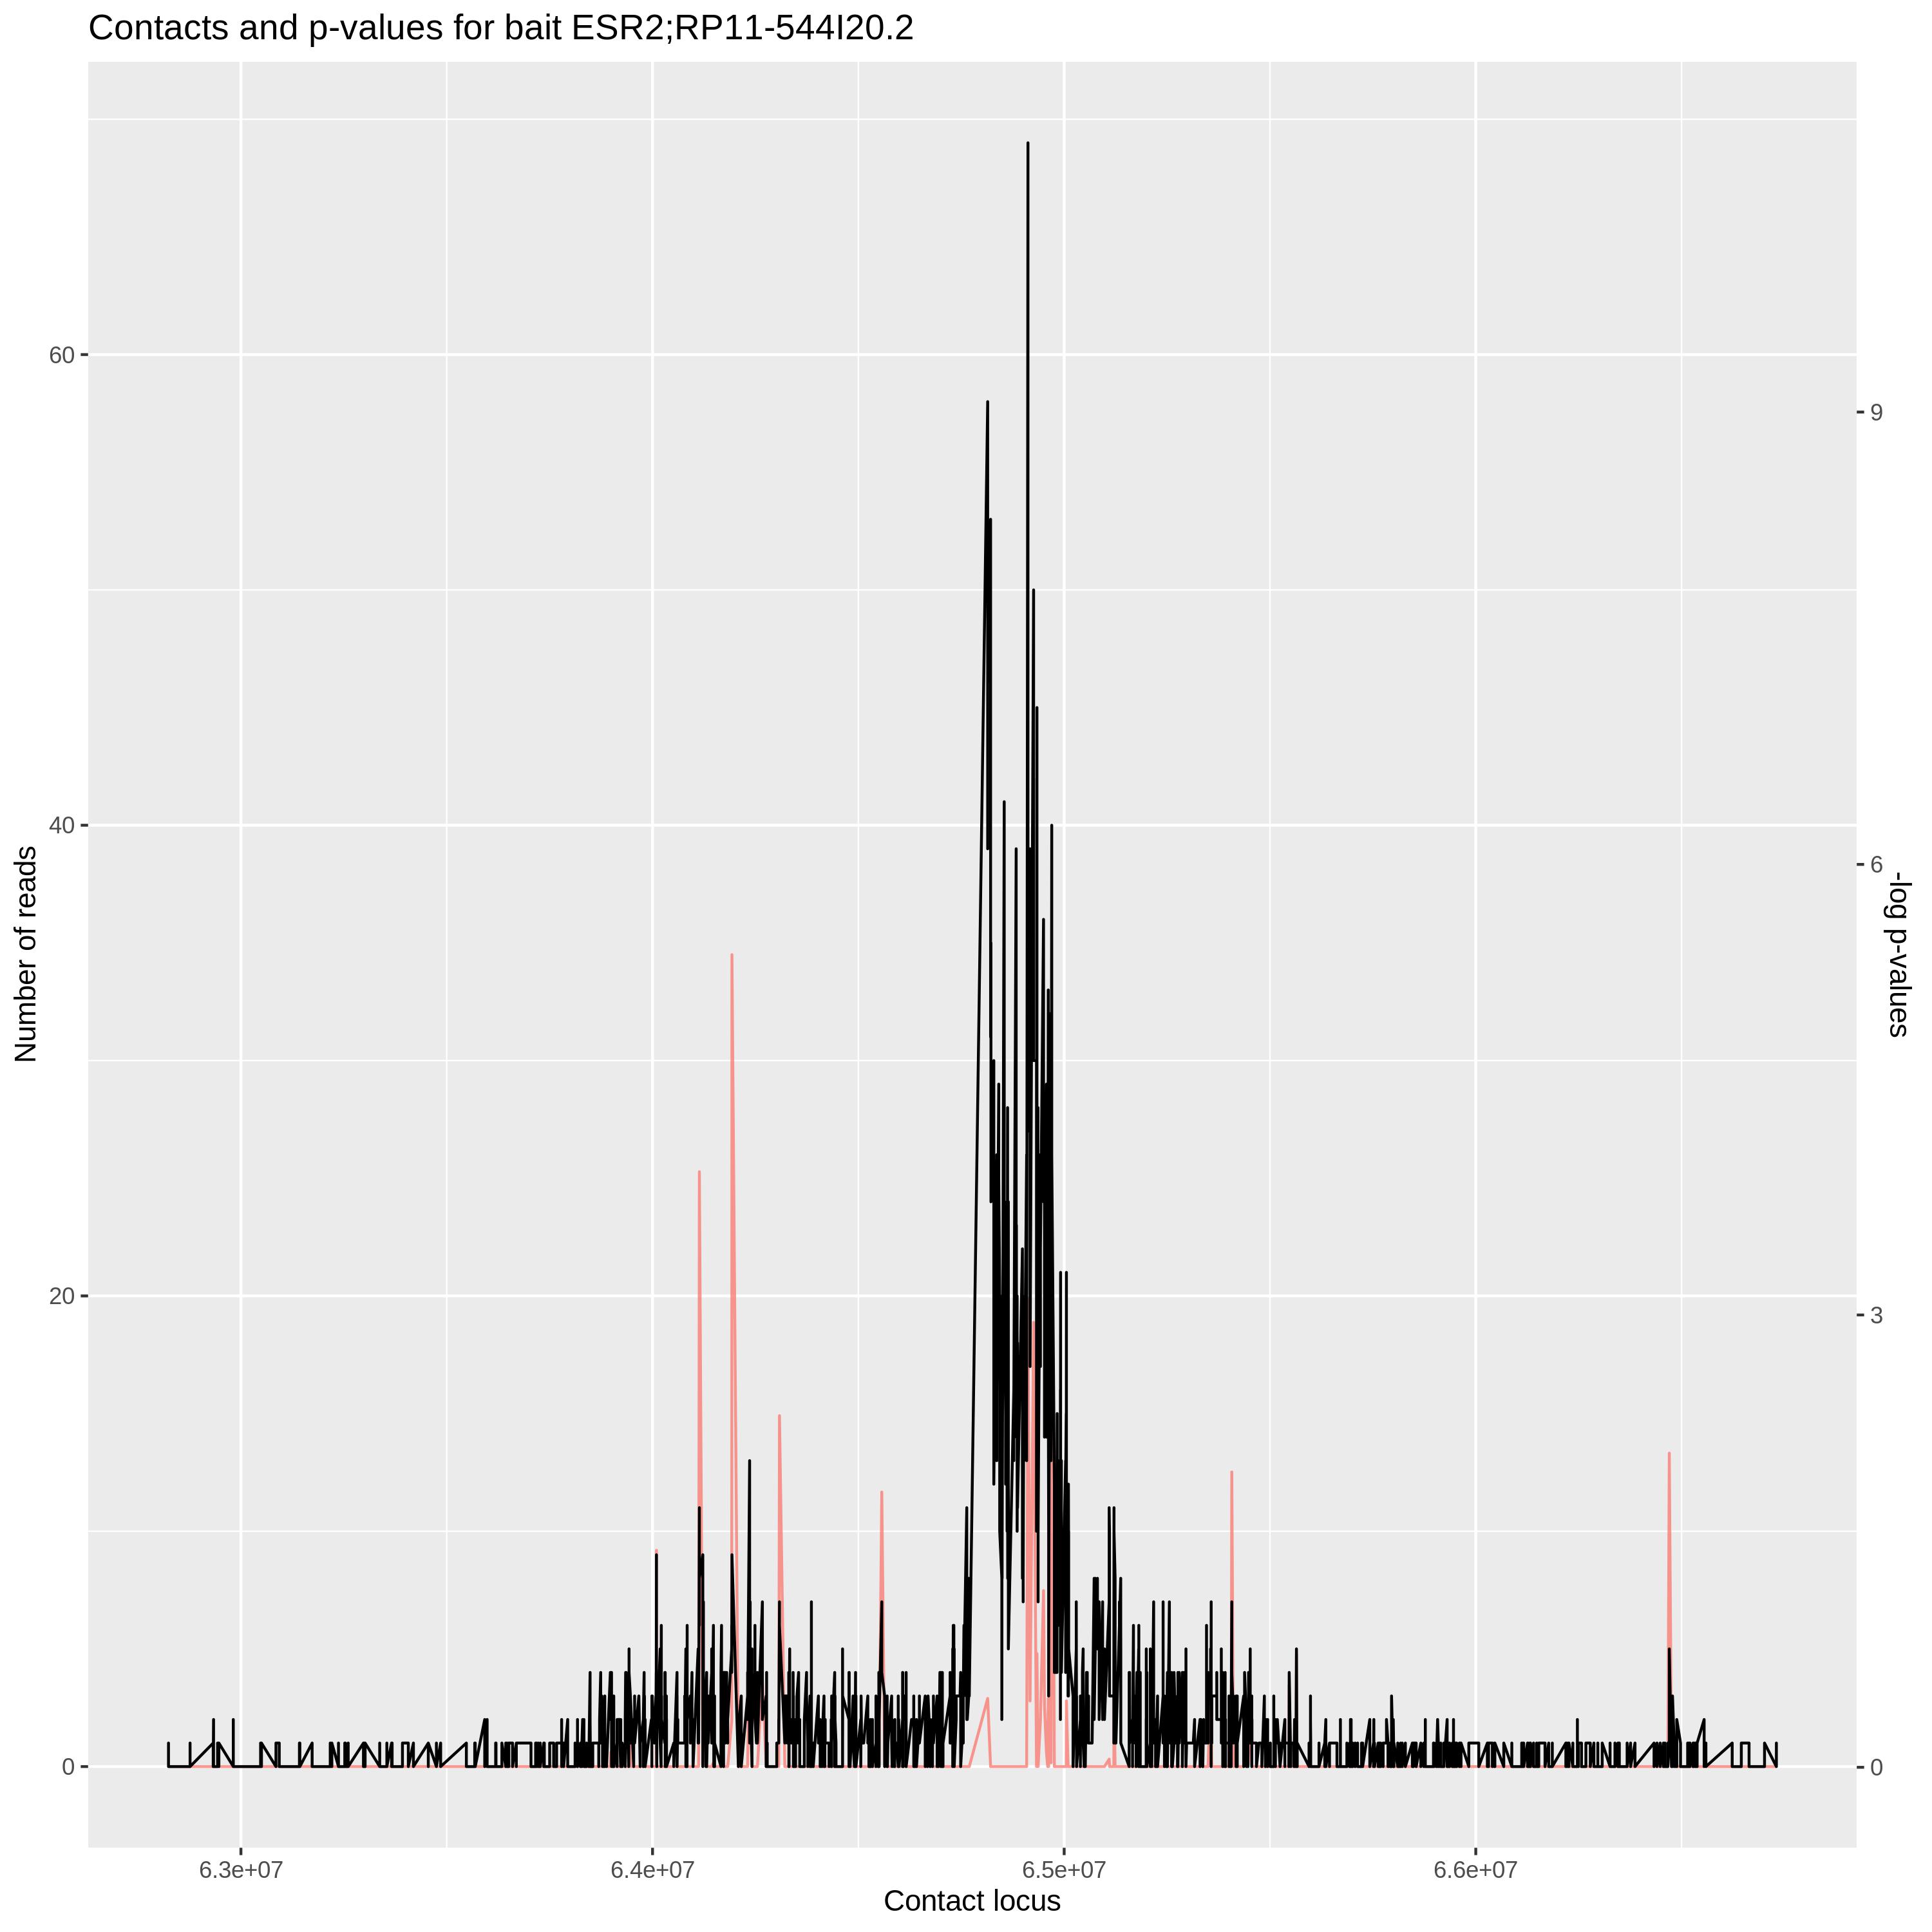 Contacts and p-values for bait ESR2;RP11-544I20.2
Number of reads
60
40
20
0
9
6
3
0
-log p-values
6.3e+07
6.4e+07
6.5e+07
6.6e+07
Contact locus